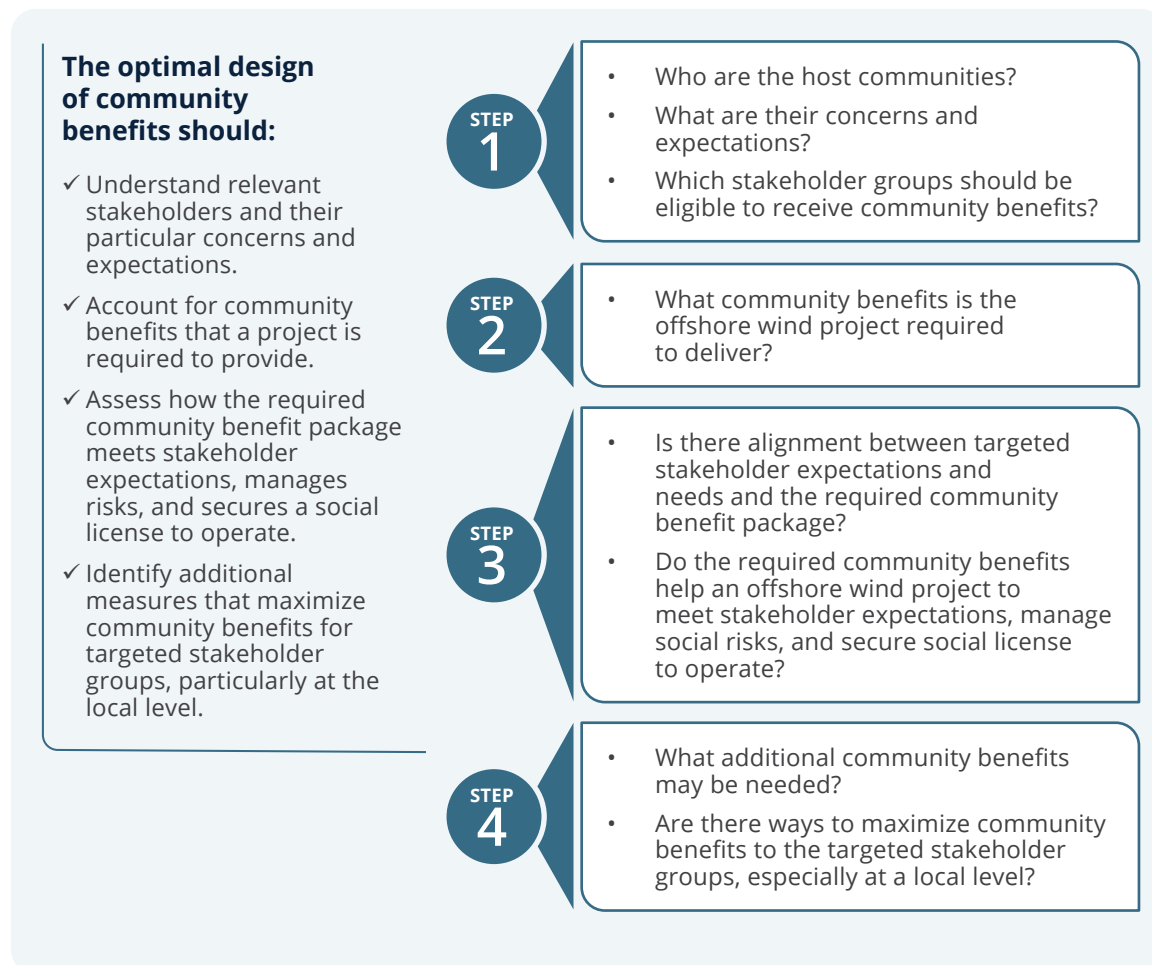 The optimal design
of community
benefits should:
✓ Understand relevant
stakeholders and their
particular concerns and
expectations.
✓ Account for community
benefits that a project is
required to provide.
✓ Assess how the required
community benefit package
meets stakeholder
expectations, manages
risks, and secures a social
license to operate.
✓ Identify additional
measures that maximize
community benefits for
targeted stakeholder
groups, particularly at the
local level.
STEP
1
• Who are the host communities?
• What are their concerns and
expectations?
• Which stakeholder groups should be
eligible to receive community benefits?
STEP
2
• What community benefits is the
offshore wind project required
to deliver?
STEP
3
• Is there alignment between targeted
stakeholder expectations and
needs and the required community
benefit package?
• Do the required community benefits
help an offshore wind project to
meet stakeholder expectations, manage
social risks, and secure social license
to operate?
STEP
4
• What additional community benefits
may be needed?
• Are there ways to maximize community
benefits to the targeted stakeholder
groups, especially at a local level?